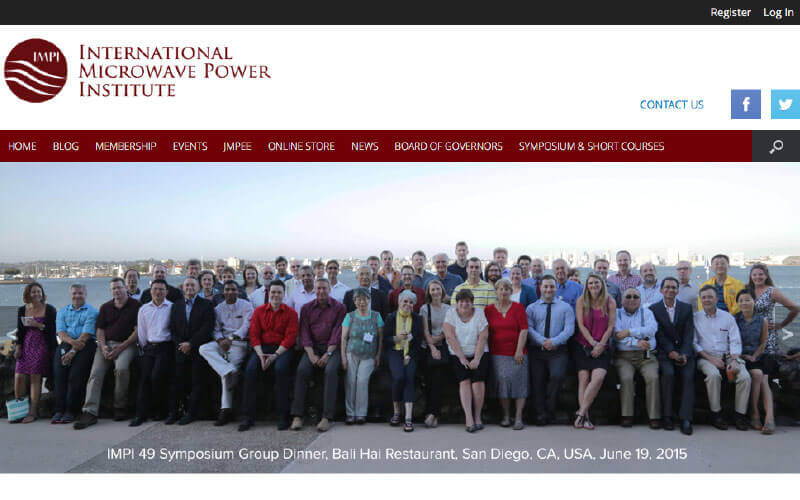 Register Log In
IMPI
INTERNATIONAL
MICROWAVE POWER
INSTITUTE
CONTACT US
f
HOME BLOG MEMBERSHIP EVENTS JMPEE ONLINE STORE NEWS BOARD OF GOVERNORS SYMPOSIUM & SHORT COURSES
IMPI 49 Symposium Group Dinner, Bali Hai Restaurant, San Diego, CA, USA, June 19, 2015